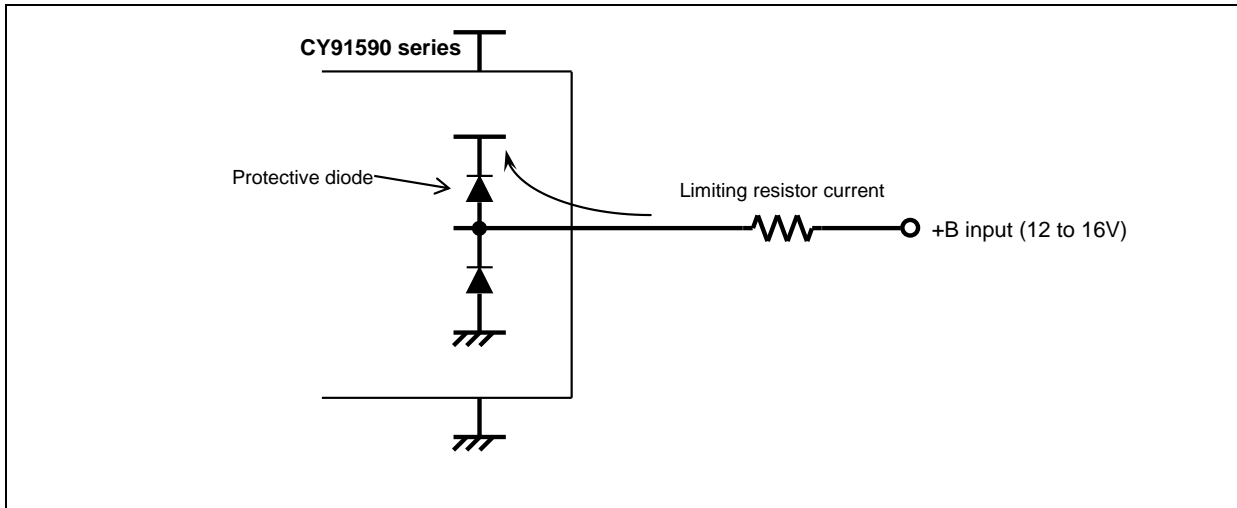 CY91590 series
Protective diode
Limiting resistor current
+B input (12 to 16V)